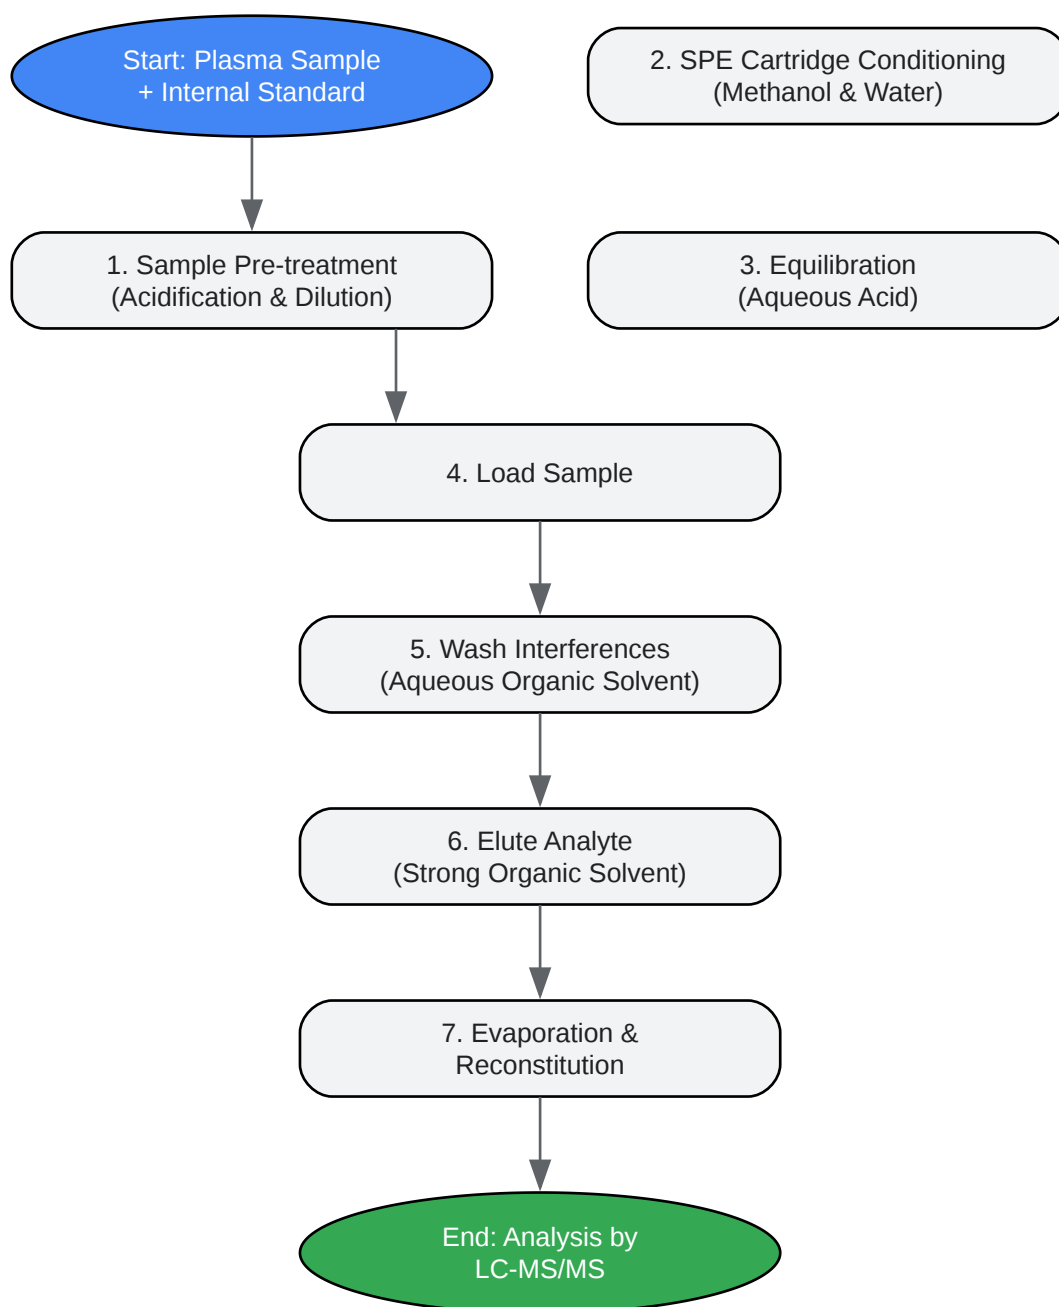 Start: Plasma Sample
+ Internal Standard
1. Sample Pre-treatment
(Acidification & Dilution)
2. SPE Cartridge Conditioning
(Methanol & Water)
3. Equilibration
(Aqueous Acid)
4. Load Sample
5. Wash Interferences
(Aqueous Organic Solvent)
6. Elute Analyte
(Strong Organic Solvent)
7. Evaporation &
Reconstitution
End: Analysis by
LC-MS/MS